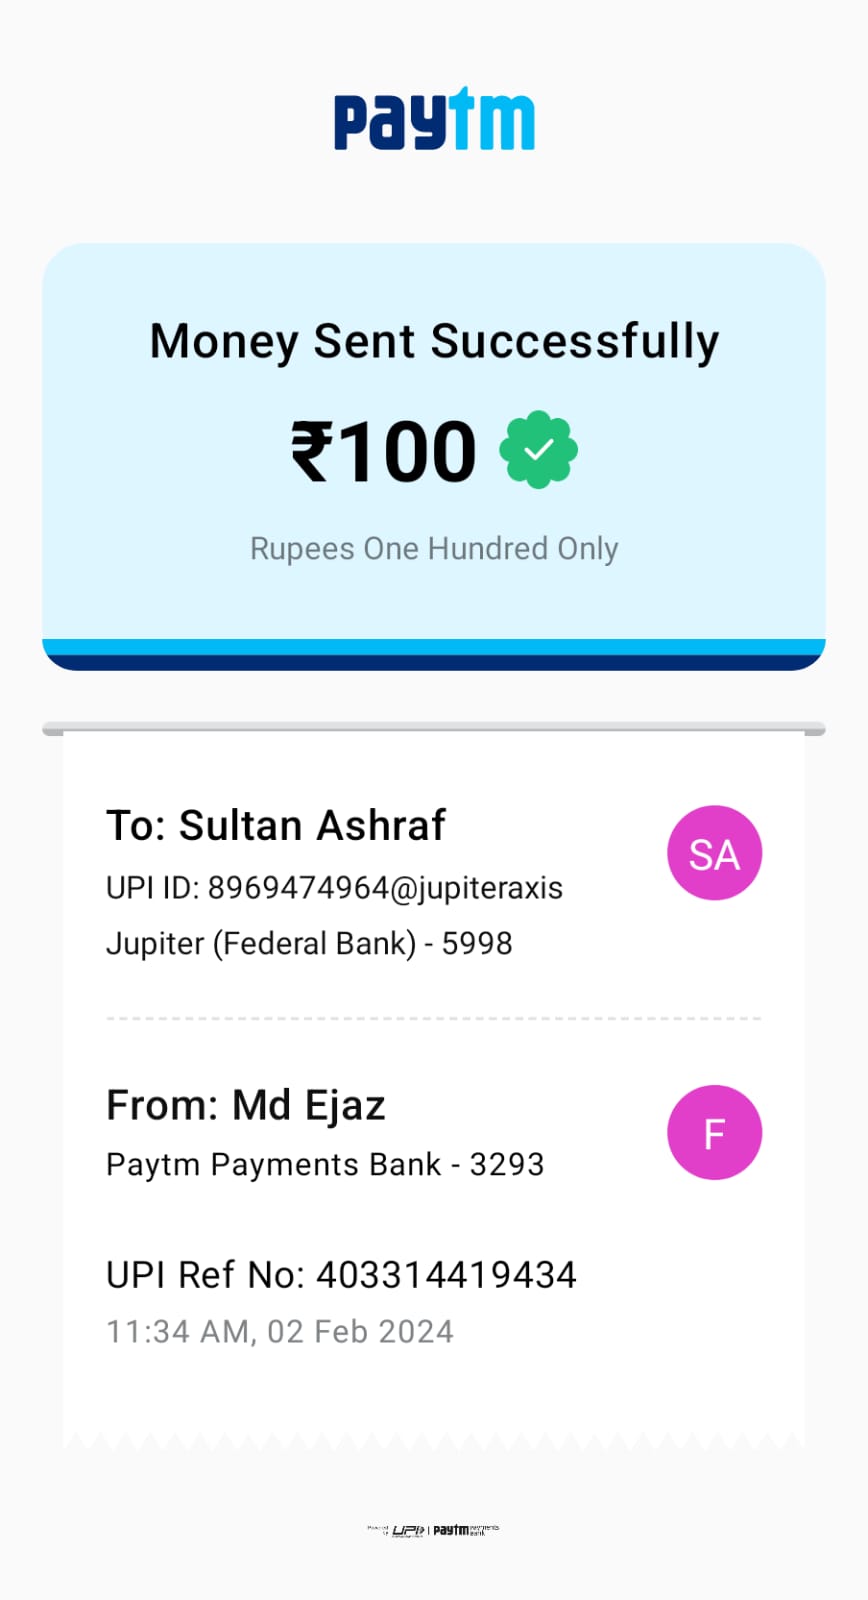 paytm
Money Sent Successfully
₹100
Rupees One Hundred Only
To: Sultan Ashraf
SA
UPI ID: 8969474964@jupiteraxis
Jupiter (Federal Bank) - 5998
From: Md Ejaz
F
Paytm Payments Bank - 3293
UPI Ref No: 403314419434
11:34 AM, 02 Feb 2024
UPI | paytm